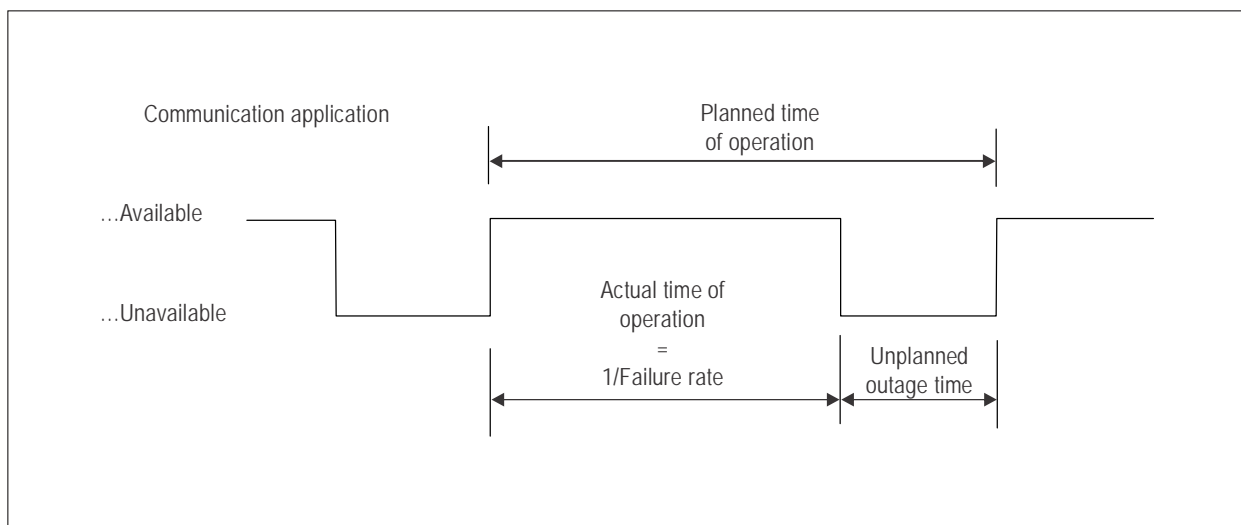 Communication application
Planned time
of operation
...Available
...Unavailable
Actual time of
operation
=
1/Failure rate
Unplanned
outage time